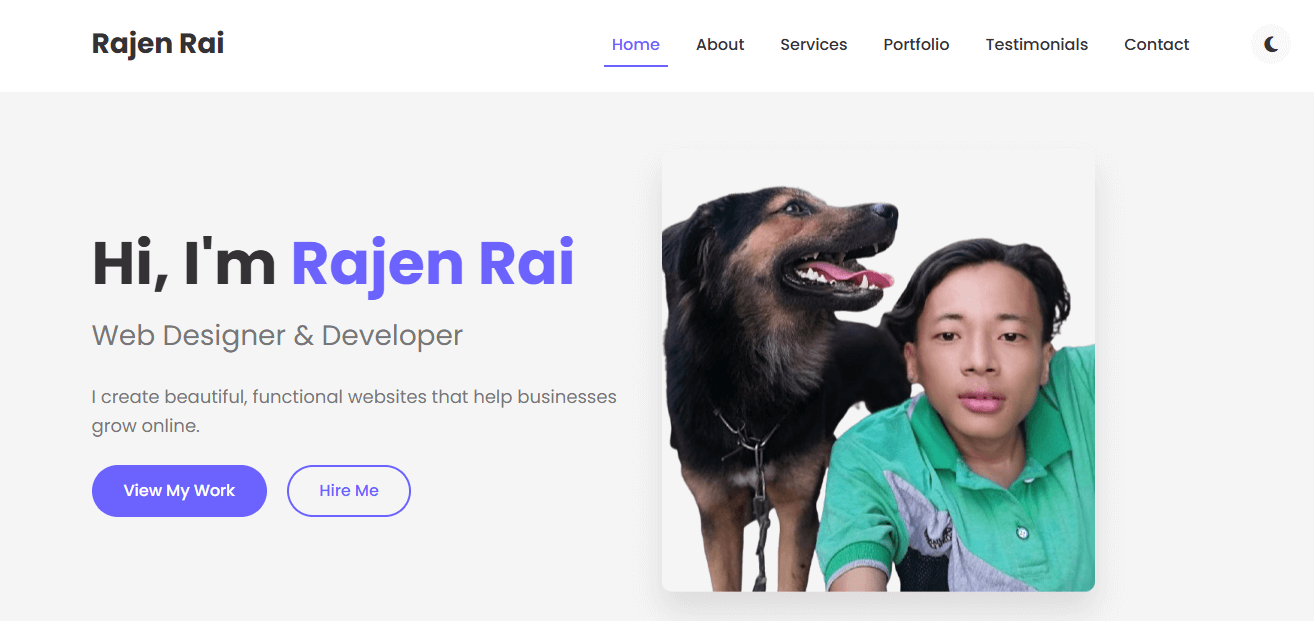 Rajen Rai
Home About Services Portfolio Testimonials Contact
Hi, I'm Rajen Rai
Web Designer & Developer
I create beautiful, functional websites that help businesses
grow online.
View My Work Hire Me